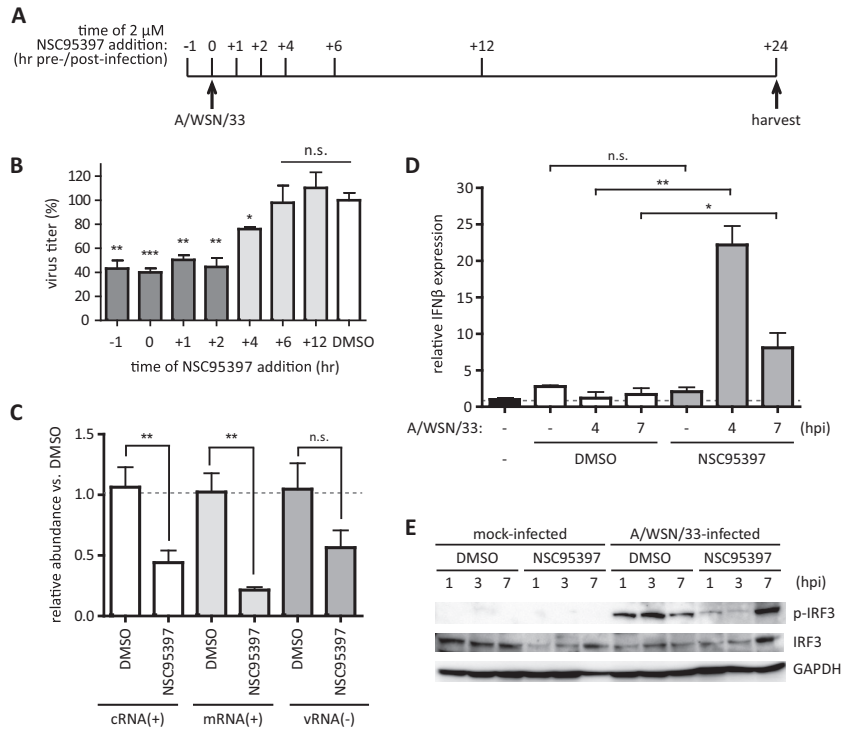 A
time of 2 µM
NSC95397 addition:
(hr pre-/post-infection)
-1 0 +1 +2 +4 +6 +12 +24
A/WSN/33
harvest
B
n.s.
virus titer (%)
120
100
80
60
40
20
0
** *** ** ** *
-1 0 +1 +2 +4 +6 +12 DMSO
time of NSC95397 addition (hr)
C
relative abundance vs. DMSO
1.5
1.0
0.5
0.0
** ** n.s.
DMSO NSC95397 DMSO NSC95397 DMSO NSC95397
cRNA(+) mRNA(+) vRNA(-)
D
n.s.
**
*
relative IFNβ expression
30
25
20
15
10
5
0
A/WSN/33: - - 4 7 - 4 7 (hpi)
- DMSO NSC95397
E
mock-infected A/WSN/33-infected
DMSO NSC95397 DMSO NSC95397
1 3 7 1 3 7 1 3 7 1 3 7 (hpi)
p-IRF3
IRF3
GAPDH